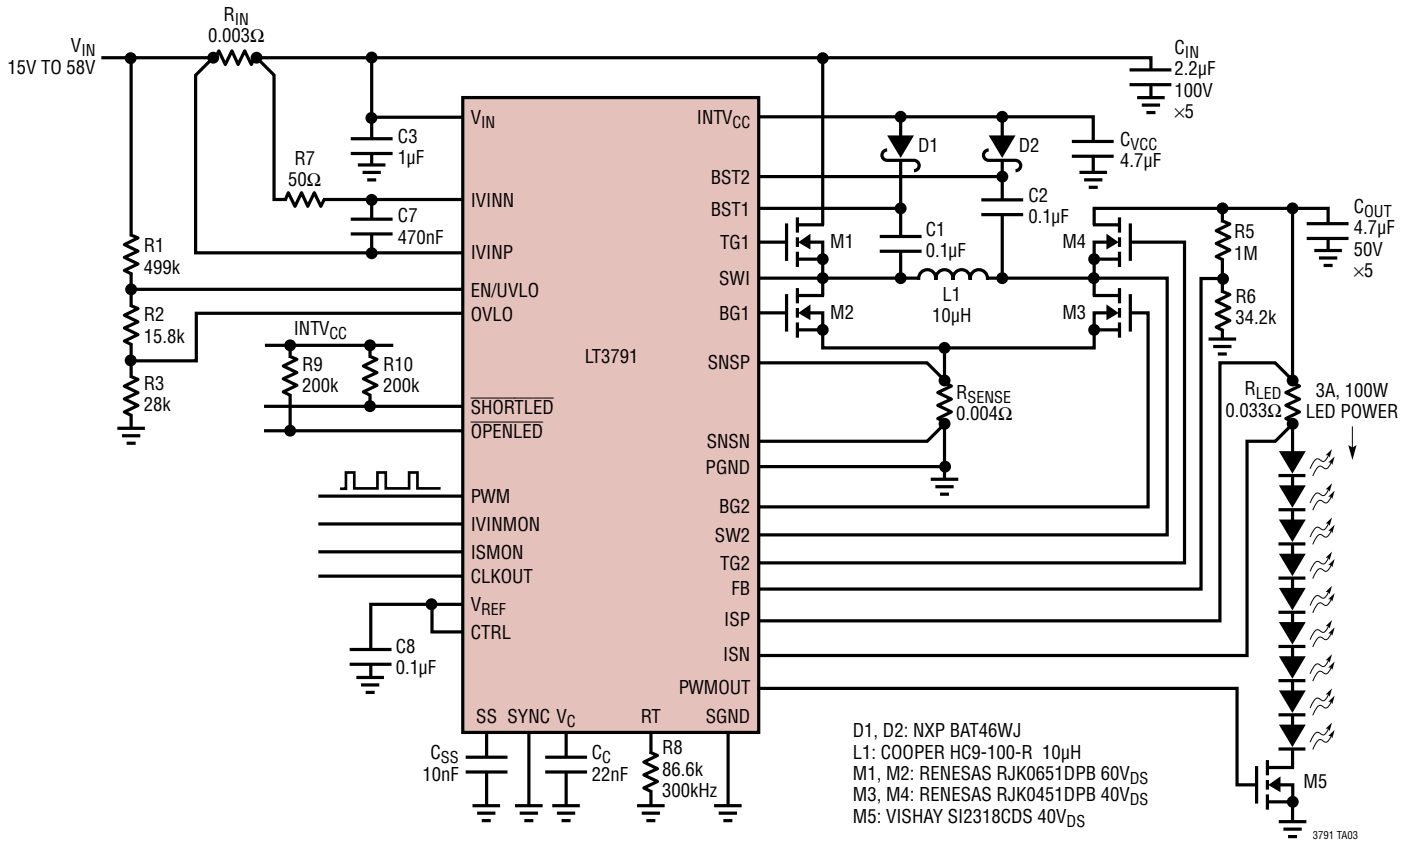 V_IN
15V TO 58V
R_IN
0.003Ω
C_IN
2.2µF
100V
×5
C3
1µF
R7
50Ω
C7
470nF
R1
499k
R2
15.8k
R3
28k
INTV_CC
R9
200k
R10
200k
V_IN
IVINN
IVINP
EN/UVLO
OVLO
SHORTLED
OPENLED
PWM
IVINMON
ISMON
CLKOUT
V_REF
CTRL
C8
0.1µF
LT3791
SS
SYNC
V_C
RT
SGND
C_SS
10nF
C_C
22nF
R8
86.6k
300kHz
INTV_CC
BST2
BST1
TG1
SWI
BG1
SNSP
SNSN
PGND
BG2
SW2
TG2
FB
ISP
ISN
PWMOUT
D1
D2
C_VCC
4.7µF
C2
0.1µF
C1
0.1µF
M1
M2
M4
M3
L1
10µH
R_SENSE
0.004Ω
R5
1M
R6
34.2k
C_OUT
4.7µF
50V
×5
R_LED
0.033Ω
3A, 100W
LED POWER
M5
D1, D2: NXP BAT46WJ
L1: COOPER HC9-100-R 10µH
M1, M2: RENESAS RJK0651DPB 60V_DS
M3, M4: RENESAS RJK0451DPB 40V_DS
M5: VISHAY SI2318CDS 40V_DS
3791 TA03